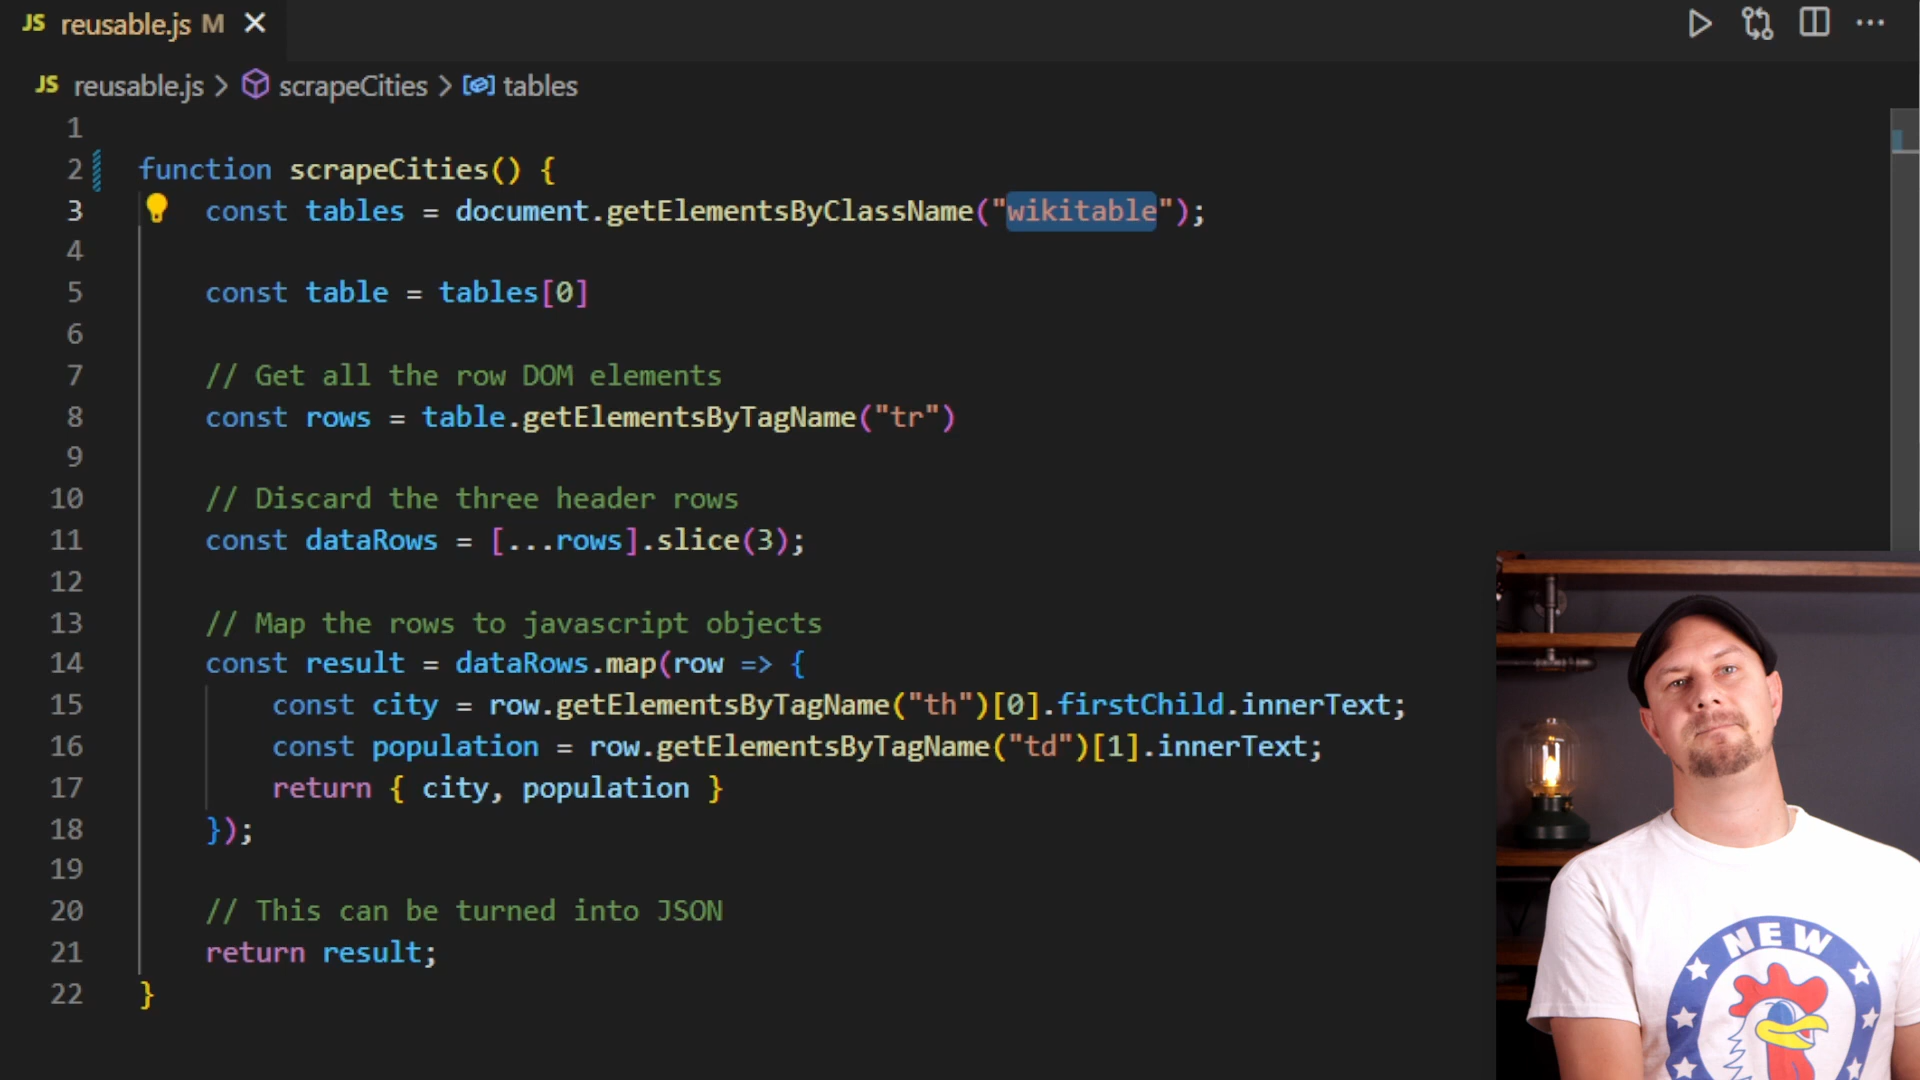 JS reusable.js M
JS reusable.js > scrapeCities > tables
1
2 function scrapeCities() {
3 const tables = document.getElementsByClassName("wikitable");
4
5 const table = tables[0]
6
7 // Get all the row DOM elements
8 const rows = table.getElementsByTagName("tr")
9
10 // Discard the three header rows
11 const dataRows = [...rows].slice(3);
12
13 // Map the rows to javascript objects
14 const result = dataRows.map(row => {
15 const city = row.getElementsByTagName("th")[0].firstChild.innerText;
16 const population = row.getElementsByTagName("td")[1].innerText;
17 return { city, population }
18 });
19
20 // This can be turned into JSON
21 return result;
22 }
NEW